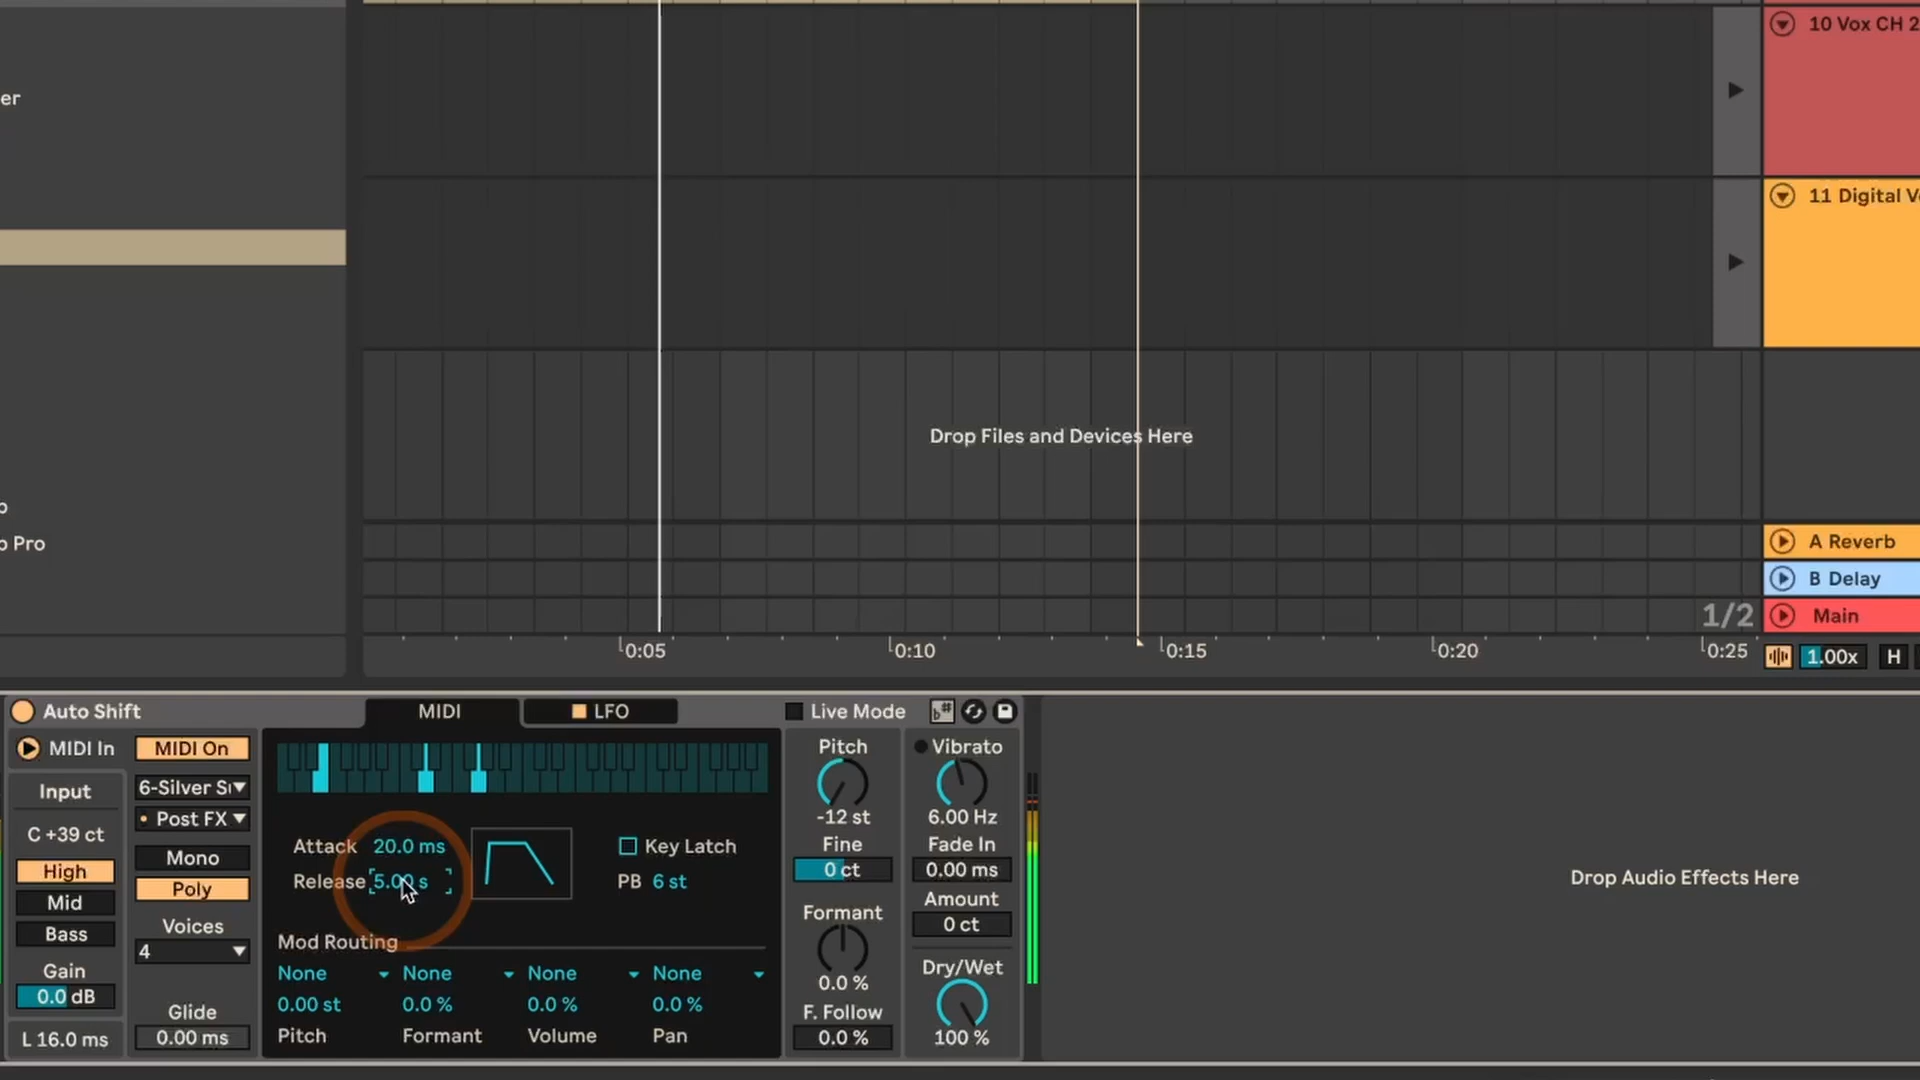 10 Vox CH 2
er
11 Digital V
Drop Files and Devices Here
p Pro
A Reverb
B Delay
1/2
Main
0:05
0:10
0:15
0:20
0:25
1.00x
H
Auto Shift
MIDI
LFO
Live Mode
b#
MIDI In
MIDI On
Input
6-Silver S
Post FX
C +39 ct
Mono
High
Poly
Mid
Bass
Voices
4
Gain
0.0 dB
Glide
L 16.0 ms
0.00 ms
Attack 20.0 ms
Release 5.00 s
Key Latch
PB 6 st
Mod Routing
None None None None
0.00 st 0.0 % 0.0 % 0.0 %
Pitch Formant Volume Pan
Pitch
-12 st
Fine
0 ct
Formant
0.0 %
F. Follow
0.0 %
Vibrato
6.00 Hz
Fade In
0.00 ms
Amount
0 ct
Dry/Wet
100 %
Drop Audio Effects Here